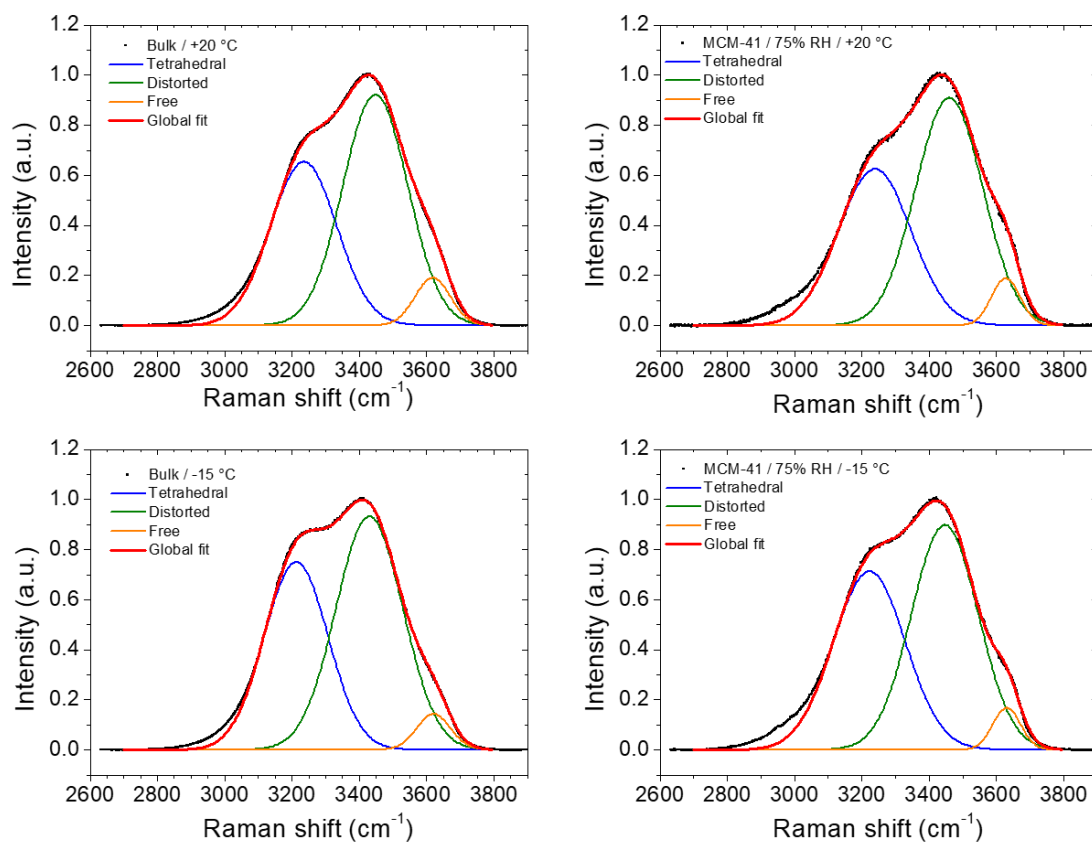 Bulk / +20 °C
Tetrahedral
Distorted
Free
Global fit
Intensity (a.u.)
1.2
1.0
0.8
0.6
0.4
0.2
0.0
2600 3000 3200 3400 3600 3800
Raman shift (cm⁻¹)
MCM-41 / 75% RH / +20 °C
Tetrahedral
Distorted
Free
Global fit
Intensity (a.u.)
1.2
1.0
0.8
0.6
0.4
0.2
0.0
2600 3000 3200 3400 3600 3800
Raman shift (cm⁻¹)
Bulk / -15 °C
Tetrahedral
Distorted
Free
Global fit
Intensity (a.u.)
1.2
1.0
0.8
0.6
0.4
0.2
0.0
2600 3000 3200 3400 3600 3800
Raman shift (cm⁻¹)
MCM-41 / 75% RH / -15 °C
Tetrahedral
Distorted
Free
Global fit
Intensity (a.u.)
1.2
1.0
0.8
0.6
0.4
0.2
0.0
2600 3000 3200 3400 3600 3800
Raman shift (cm⁻¹)